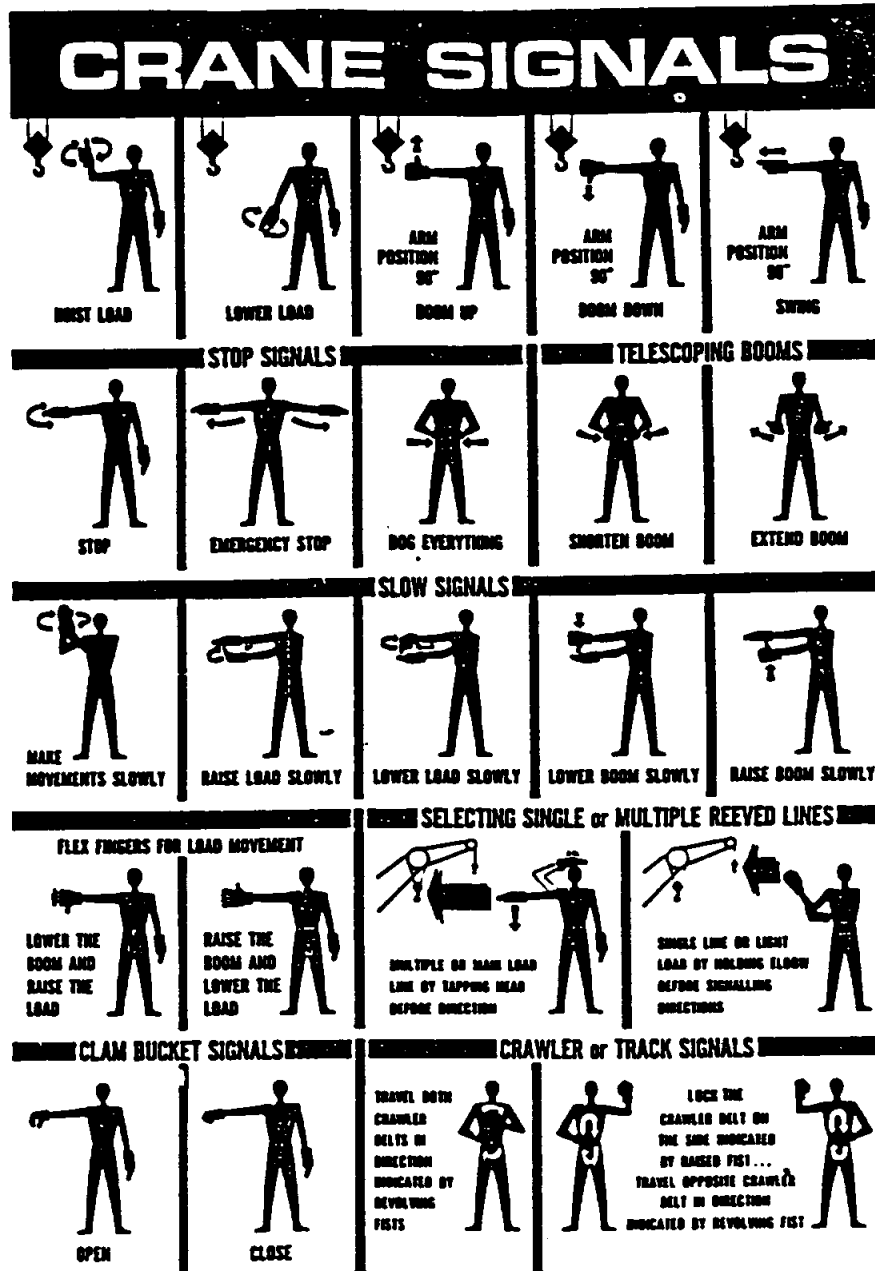 CRANE SIGNALS
HOIST LOAD
LOWER LOAD
ARM
POSITION
90°
BOOM UP
ARM
POSITION
90°
BOOM DOWN
ARM
POSITION
90°
SWING
STOP SIGNALS
TELESCOPING BOOMS
STOP
EMERGENCY STOP
DOG EVERYTHING
SHORTEN BOOM
EXTEND BOOM
SLOW SIGNALS
MAKE
MOVEMENTS SLOWLY
RAISE LOAD SLOWLY
LOWER LOAD SLOWLY
LOWER BOOM SLOWLY
RAISE BOOM SLOWLY
FLEX FINGERS FOR LOAD MOVEMENT
LOWER THE
BOOM AND
RAISE THE
LOAD
RAISE THE
BOOM AND
LOWER THE
LOAD
SELECTING SINGLE or MULTIPLE REEVED LINES
MULTIPLE OR MAIN LOAD
LINE BY TAPPING HEAD
BEFORE DIRECTION
SINGLE LINE OR LIGHT
LOAD BY HOLDING ELBOW
BEFORE SIGNALLING
DIRECTIONS
CLAM BUCKET SIGNALS
OPEN
CLOSE
CRAWLER or TRACK SIGNALS
TRAVEL BOTH
CRAWLER
BELTS IN
DIRECTION
INDICATED BY
REVOLVING
FISTS
LOCK THE
CRAWLER BELT ON
THE SIDE INDICATED
BY RAISED FIST...
TRAVEL OPPOSITE CRAWLER
BELT IN DIRECTION
INDICATED BY REVOLVING FIST